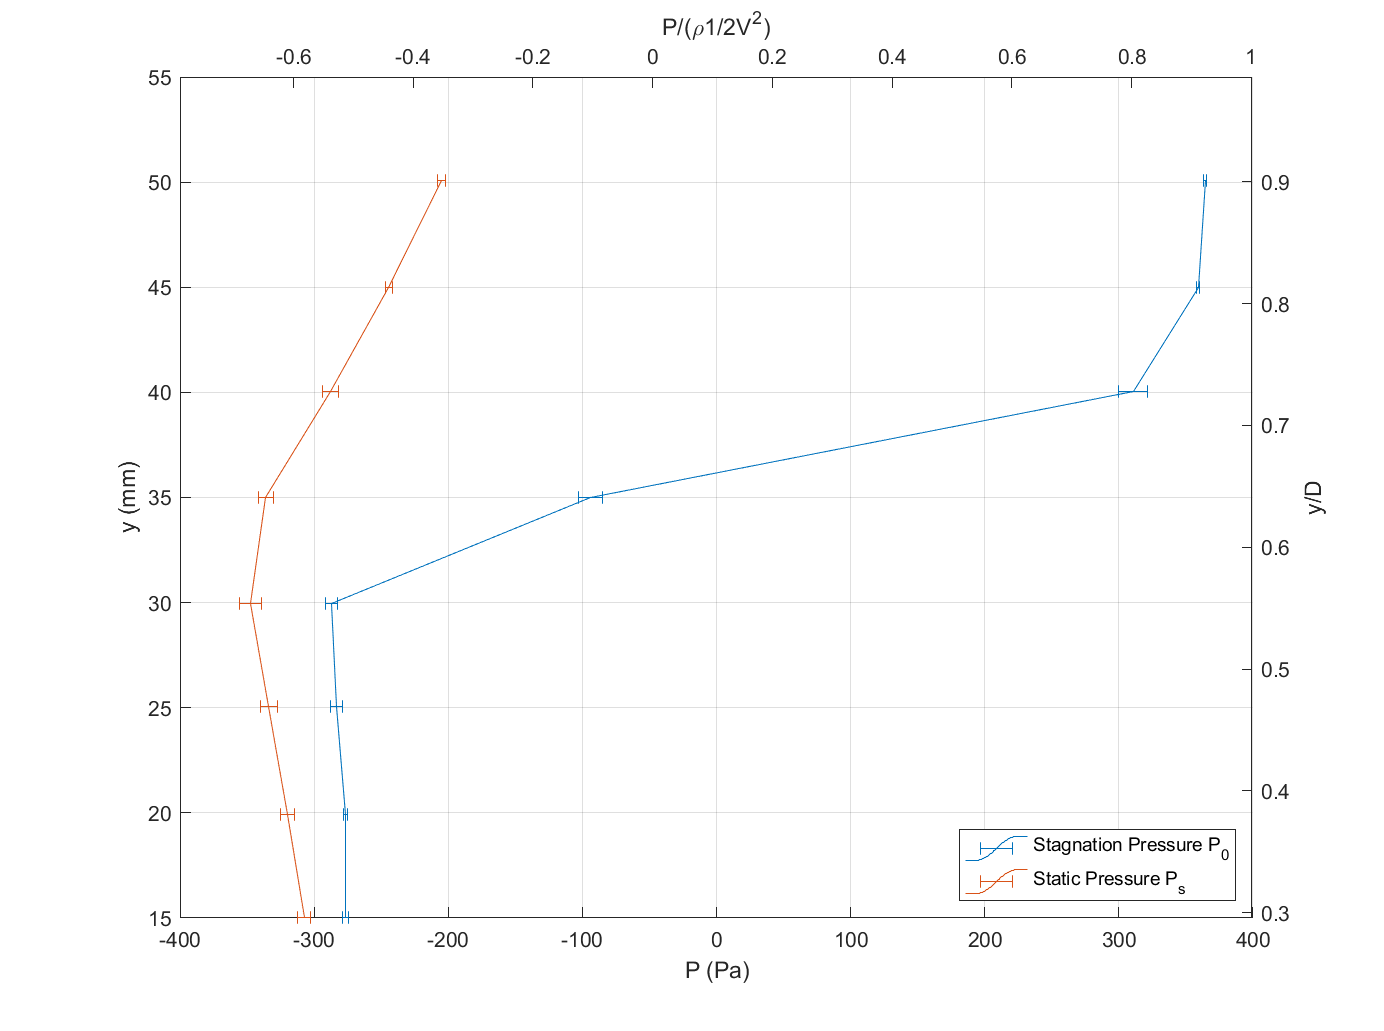 P/(ρ1/2V²)
-0.6 -0.4 -0.2 0 0.2 0.4 0.6 0.8 1
55
50
45
40
35
30
25
20
15
y (mm)
0.9
0.8
0.7
0.6
0.5
0.4
0.3
y/D
Stagnation Pressure P₀
Static Pressure Pₛ
-400 -300 -200 -100 0 100 200 300 400
P (Pa)